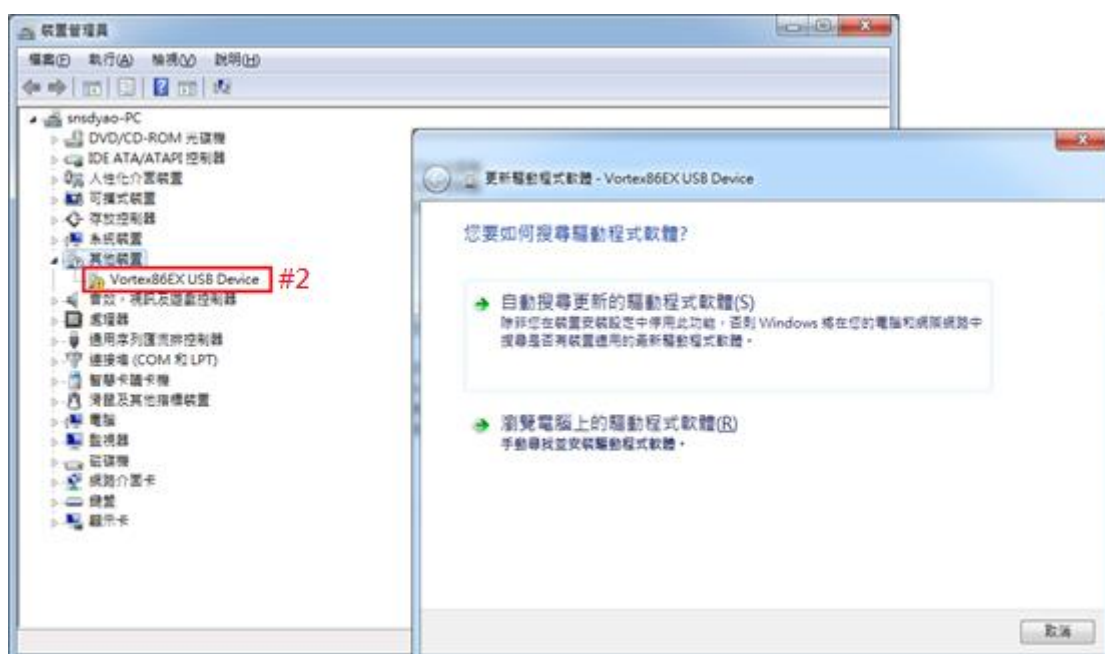 裝置管理員
檔案(F) 執行(A) 檢視(V) 說明(H)
snsdyao-PC
DVD/CD-ROM 光碟機
IDE ATA/ATAPI 控制器
人性化介面裝置
可攜式裝置
存放控制器
系統裝置
其他裝置
Vortex86EX USB Device #2
音效，視訊及遊戲控制器
處理器
通用序列匯流排控制器
連接埠 (COM 和 LPT)
智慧卡讀卡機
滑鼠及其他指標裝置
電腦
監視器
磁碟機
網路介面卡
鍵盤
顯示卡
更新驅動程式軟體 - Vortex86EX USB Device
您要如何搜尋驅動程式軟體?
自動搜尋更新的驅動程式軟體(S)
除非您在裝置安裝設定中停用此功能，否則 Windows 將在您的電腦和網際網路中
搜尋是否有裝置適用的最新驅動程式軟體。
瀏覽電腦上的驅動程式軟體(R)
手動尋找並安裝驅動程式軟體。
取消